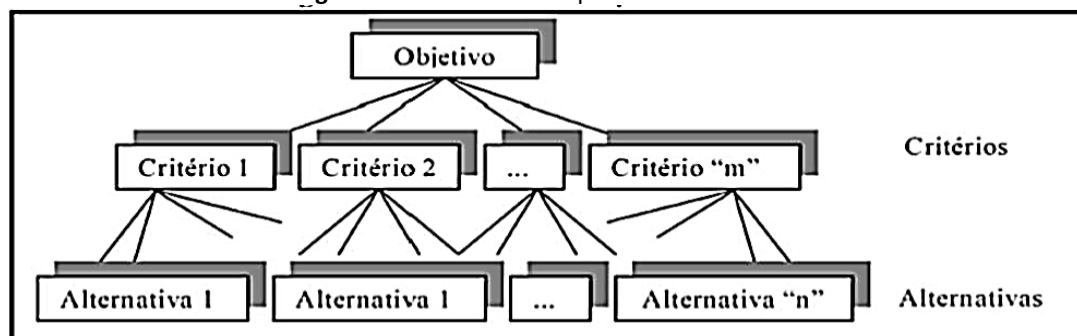 Objetivo
Critério 1 Critério 2 ... Critério “m” Critérios
Alternativa 1 Alternativa 1 ... Alternativa “n” Alternativas